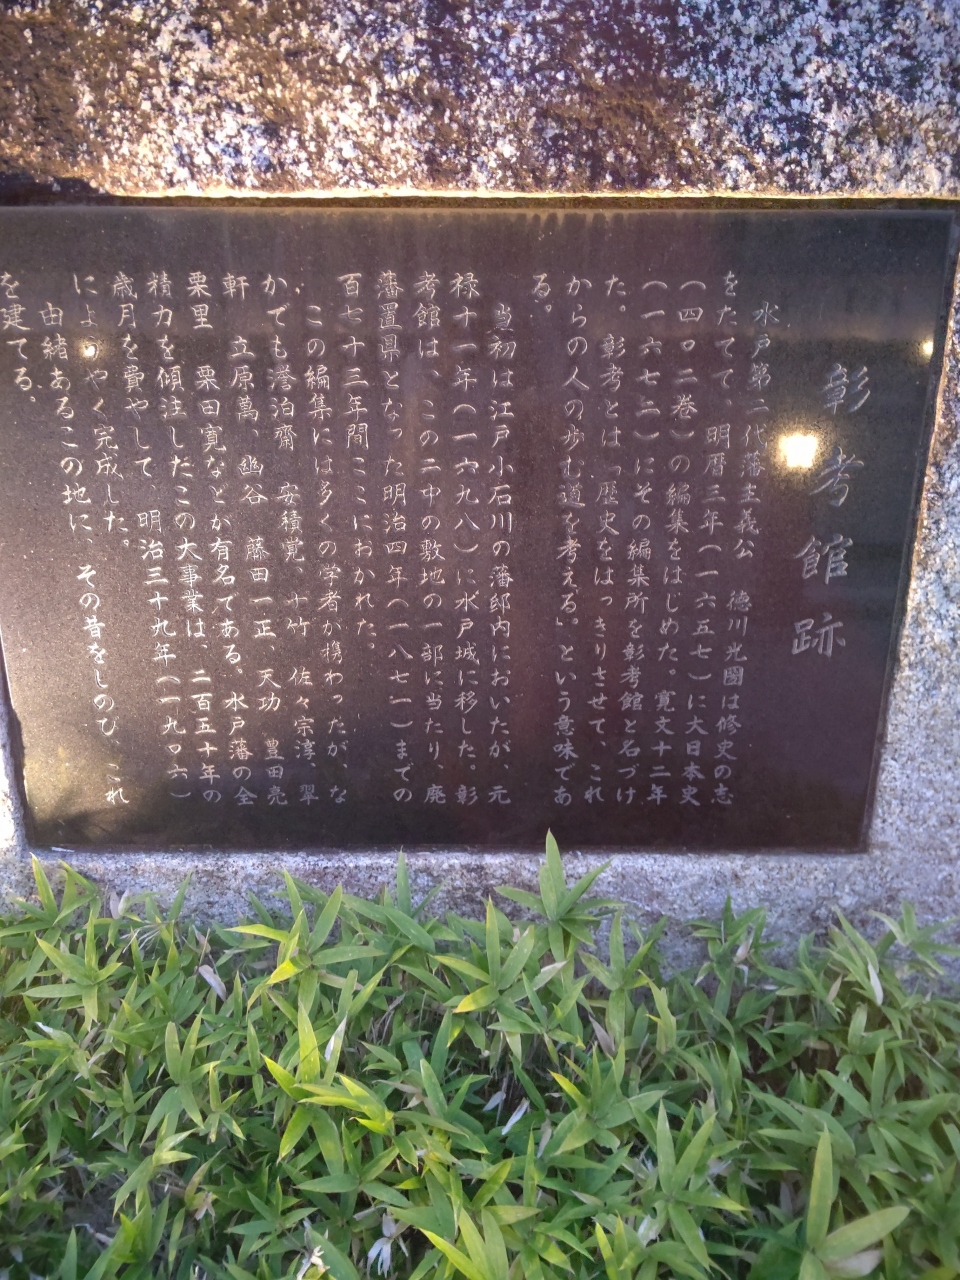 彰考館跡
水戸第二代藩主義公 徳川光圀は修史の志
をたてて、明暦三年(一六五七)に大日本史
(四〇二巻)の編集をはじめた。寛文十二年
(一六七二)にその編集所を彰考館と名づけ
た。彰考とは「歴史をはっきりさせて、これ
からの人の歩む道を考える」という意味であ
る。
当初は江戸小石川の藩邸内においたが、元
禄十一年(一六九八)に水戸城に移した。彰
考館は、この二中の敷地の一部に当たり、廃
藩置県となった明治四年(一八七一)までの
百七十三年間ここにおかれた。
この編集には多くの学者が携わったが、な
かでも澹泊齋 安積覚、十竹 佐々宗淳、翠
軒 立原萬、幽谷 藤田一正、天功 豊田亮
栗里 栗田寛などが有名である。水戸藩の全
精力を傾注したこの大事業は、二百五十年の
歳月を費やして 明治三十九年(一九〇六)
にようやく完成した。
由緒あるこの地に、その昔をしのび、これ
を建てる。